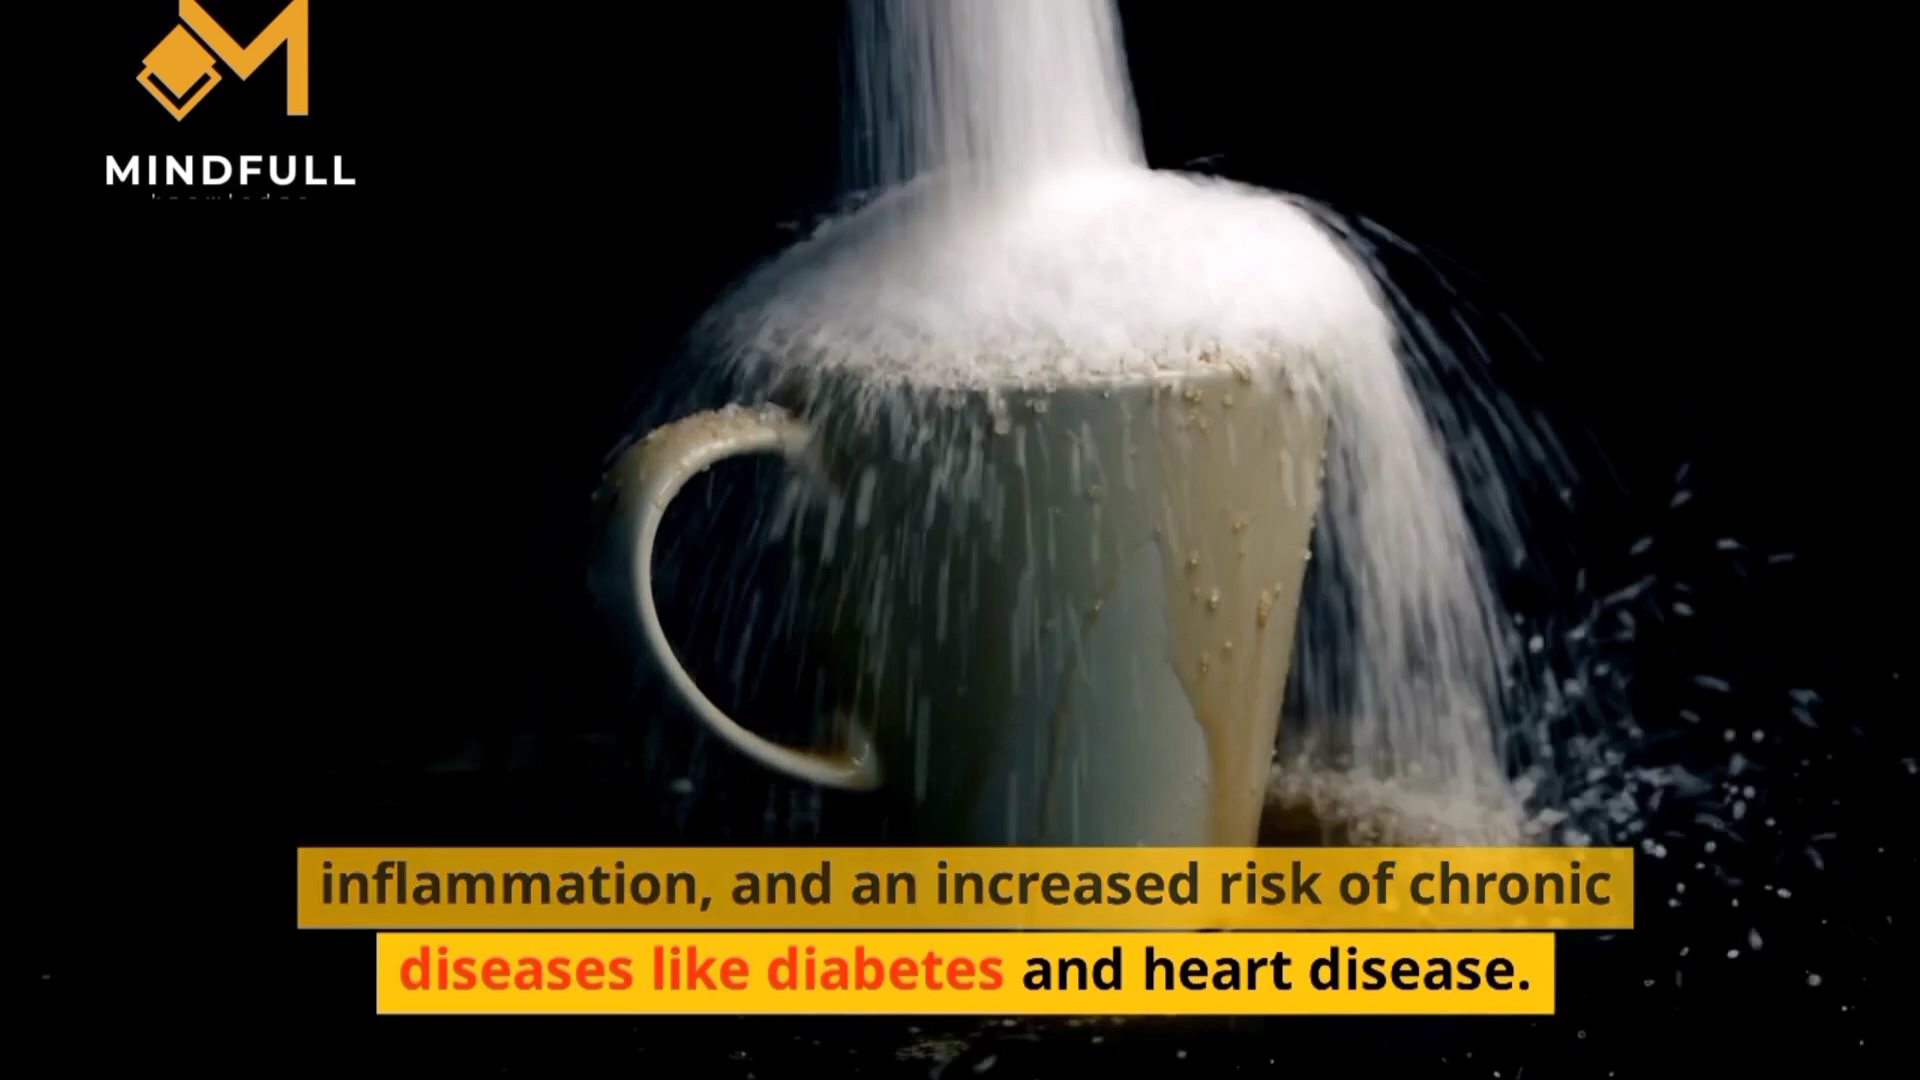 MINDFULL
inflammation, and an increased risk of chronic
diseases like diabetes and heart disease.